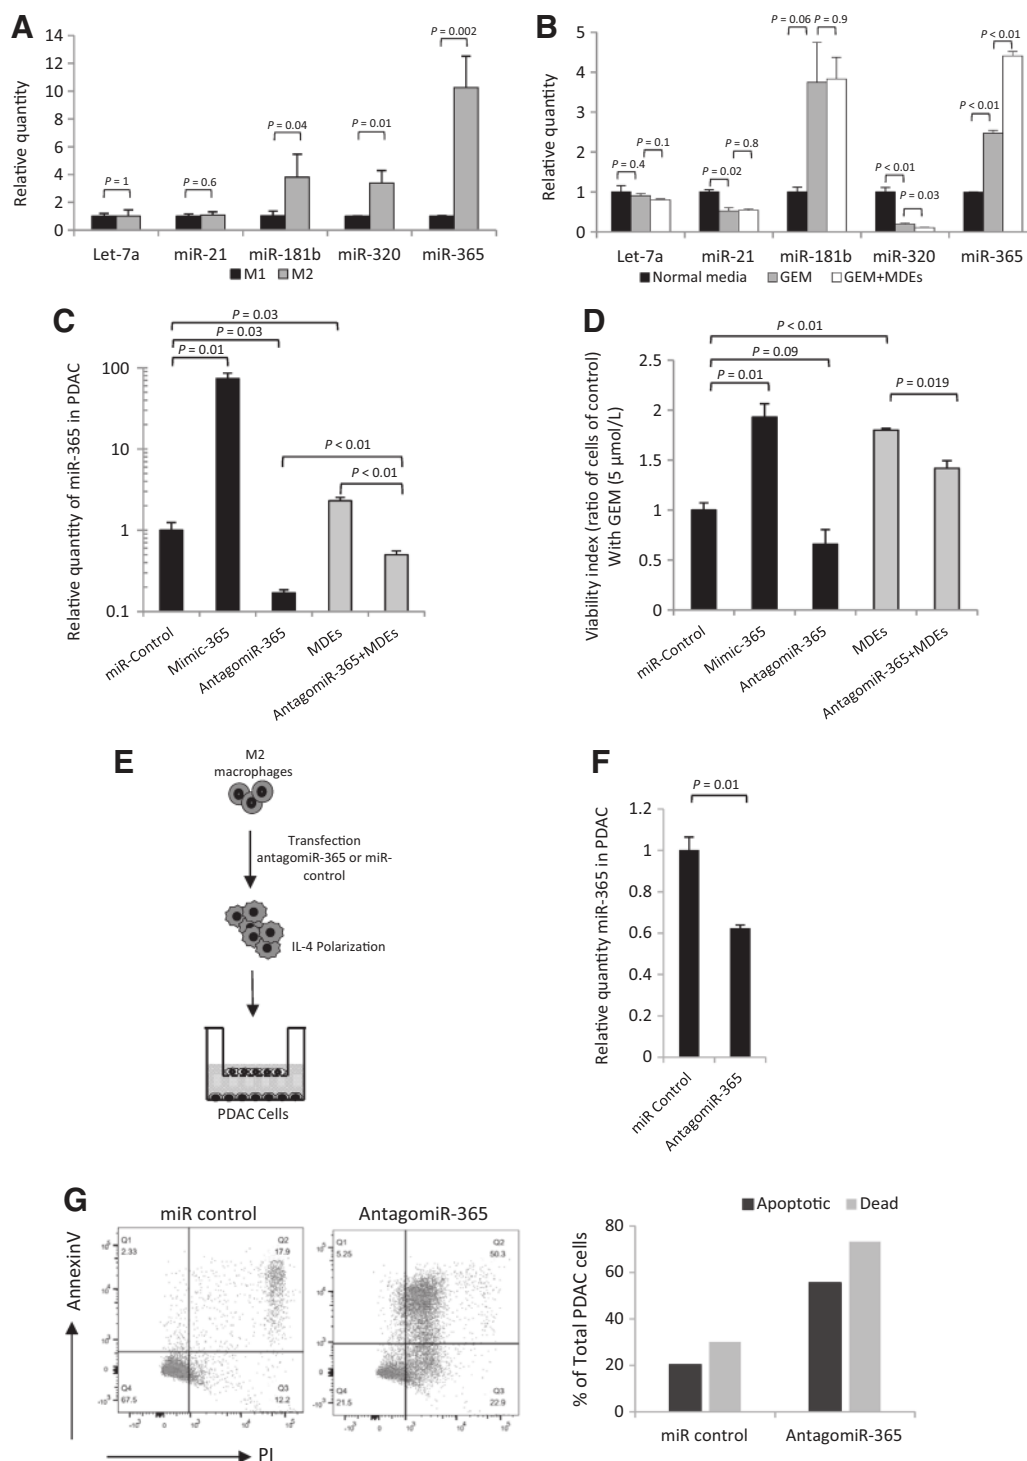 A
Relative quantity
14
12
10
8
6
4
2
0
P = 1
P = 0.6
P = 0.04
P = 0.01
P = 0.002
Let-7a
miR-21
miR-181b
miR-320
miR-365
M1
M2
B
Relative quantity
5
4
3
2
1
0
P = 0.4
P = 0.1
P = 0.02
P = 0.8
P = 0.06
P = 0.9
P < 0.01
P = 0.03
P < 0.01
P < 0.01
Let-7a
miR-21
miR-181b
miR-320
miR-365
Normal media
GEM
GEM+MDEs
C
Relative quantity of miR-365 in PDAC
100
10
1
0.1
P = 0.03
P = 0.03
P = 0.01
P < 0.01
P < 0.01
miR-Control
Mimic-365
AntagomiR-365
MDEs
AntagomiR-365+MDEs
D
Viability index (ratio of cells of control)
With GEM (5 μmol/L)
2.5
2
1.5
1
0.5
0
P < 0.01
P = 0.09
P = 0.01
P = 0.019
miR-Control
Mimic-365
AntagomiR-365
MDEs
AntagomiR-365+MDEs
E
M2
macrophages
Transfection
antagomiR-365 or miR-
control
IL-4 Polarization
PDAC Cells
F
Relative quantity miR-365 in PDAC
1.2
1
0.8
0.6
0.4
0.2
0
P = 0.01
miR Control
AntagomiR-365
G
miR control
AnnexinV
Q1
2.33
Q2
17.9
Q4
67.5
Q3
12.2
PI
AntagomiR-365
Q1
5.25
Q2
50.3
Q4
21.5
Q3
22.9
Apoptotic
Dead
% of Total PDAC cells
80
60
40
20
0
miR control
AntagomiR-365